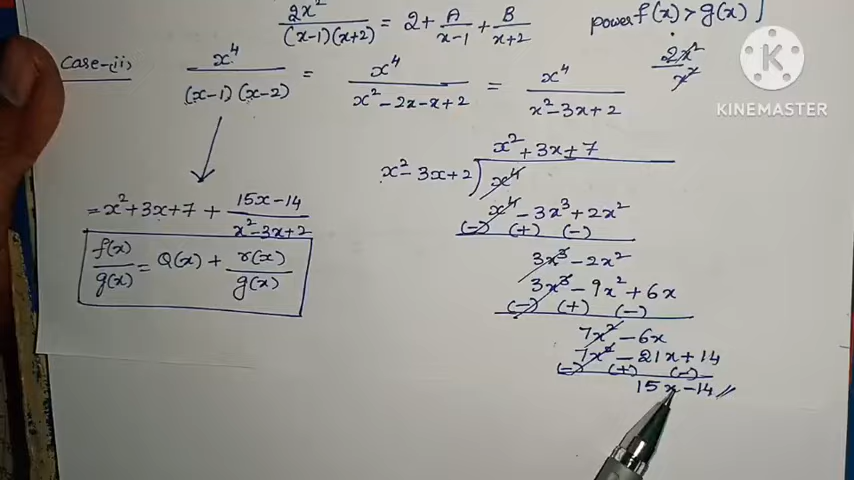 2x²/(x-1)(x+2) = 2 + A/x-1 + B/x+2
power f(x) > g(x)
2x²/x²
Case-(ii)
x⁴/(x-1)(x-2) = x⁴/x²-2x-x+2 = x⁴/x²-3x+2
x²+3x+7
x²-3x+2)x⁴
x⁴-3x³+2x²
(-) (+) (-)
3x³-2x²
3x³-9x²+6x
(-) (+) (-)
7x²-6x
7x²-21x+14
(-) (+) (-)
15x-14 //
= x²+3x+7 + 15x-14/x²-3x+2
f(x)/g(x) = Q(x) + r(x)/g(x)
KINEMASTER